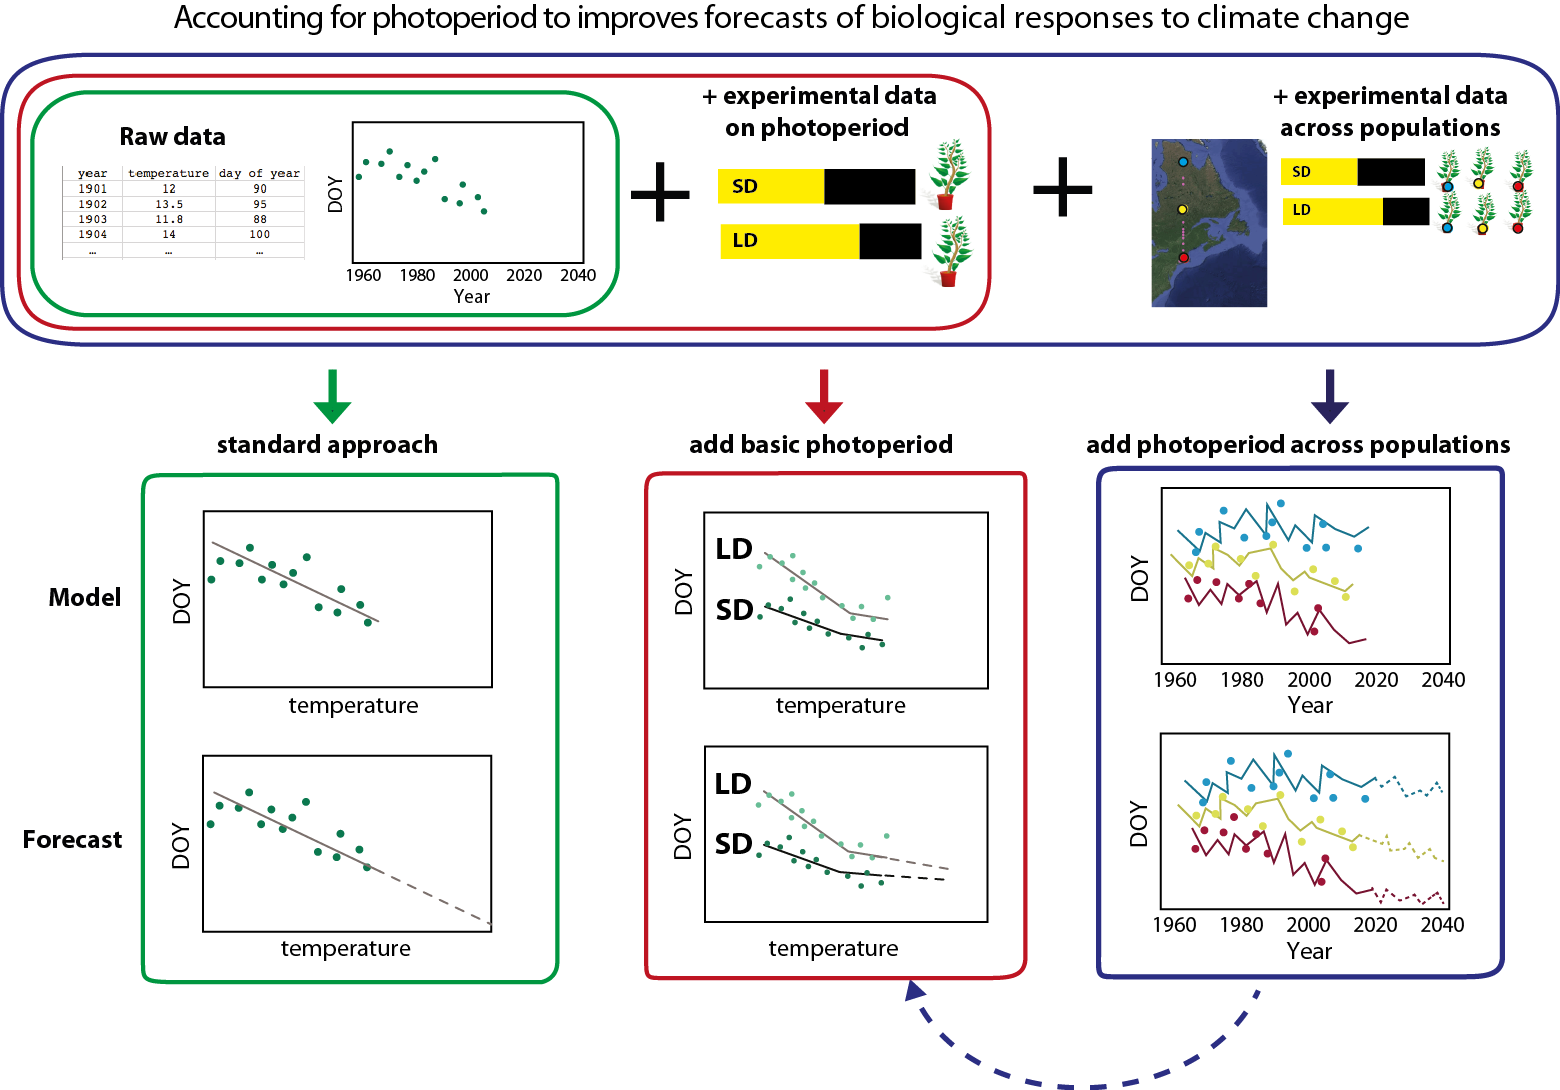 Accounting for photoperiod to improves forecasts of biological responses to climate change
Raw data
year temperature day of year
1901 12 90
1902 13.5 95
1903 11.8 88
1904 14 100
... ... ...
DOY
1960 1980 2000 2020 2040
Year
+ experimental data
on photoperiod
SD
LD
+ experimental data
across populations
SD
LD
standard approach
add basic photoperiod
add photoperiod across populations
Model
DOY
temperature
LD
SD
DOY
temperature
DOY
1960 1980 2000 2020 2040
Year
Forecast
DOY
temperature
LD
SD
DOY
temperature
DOY
1960 1980 2000 2020 2040
Year